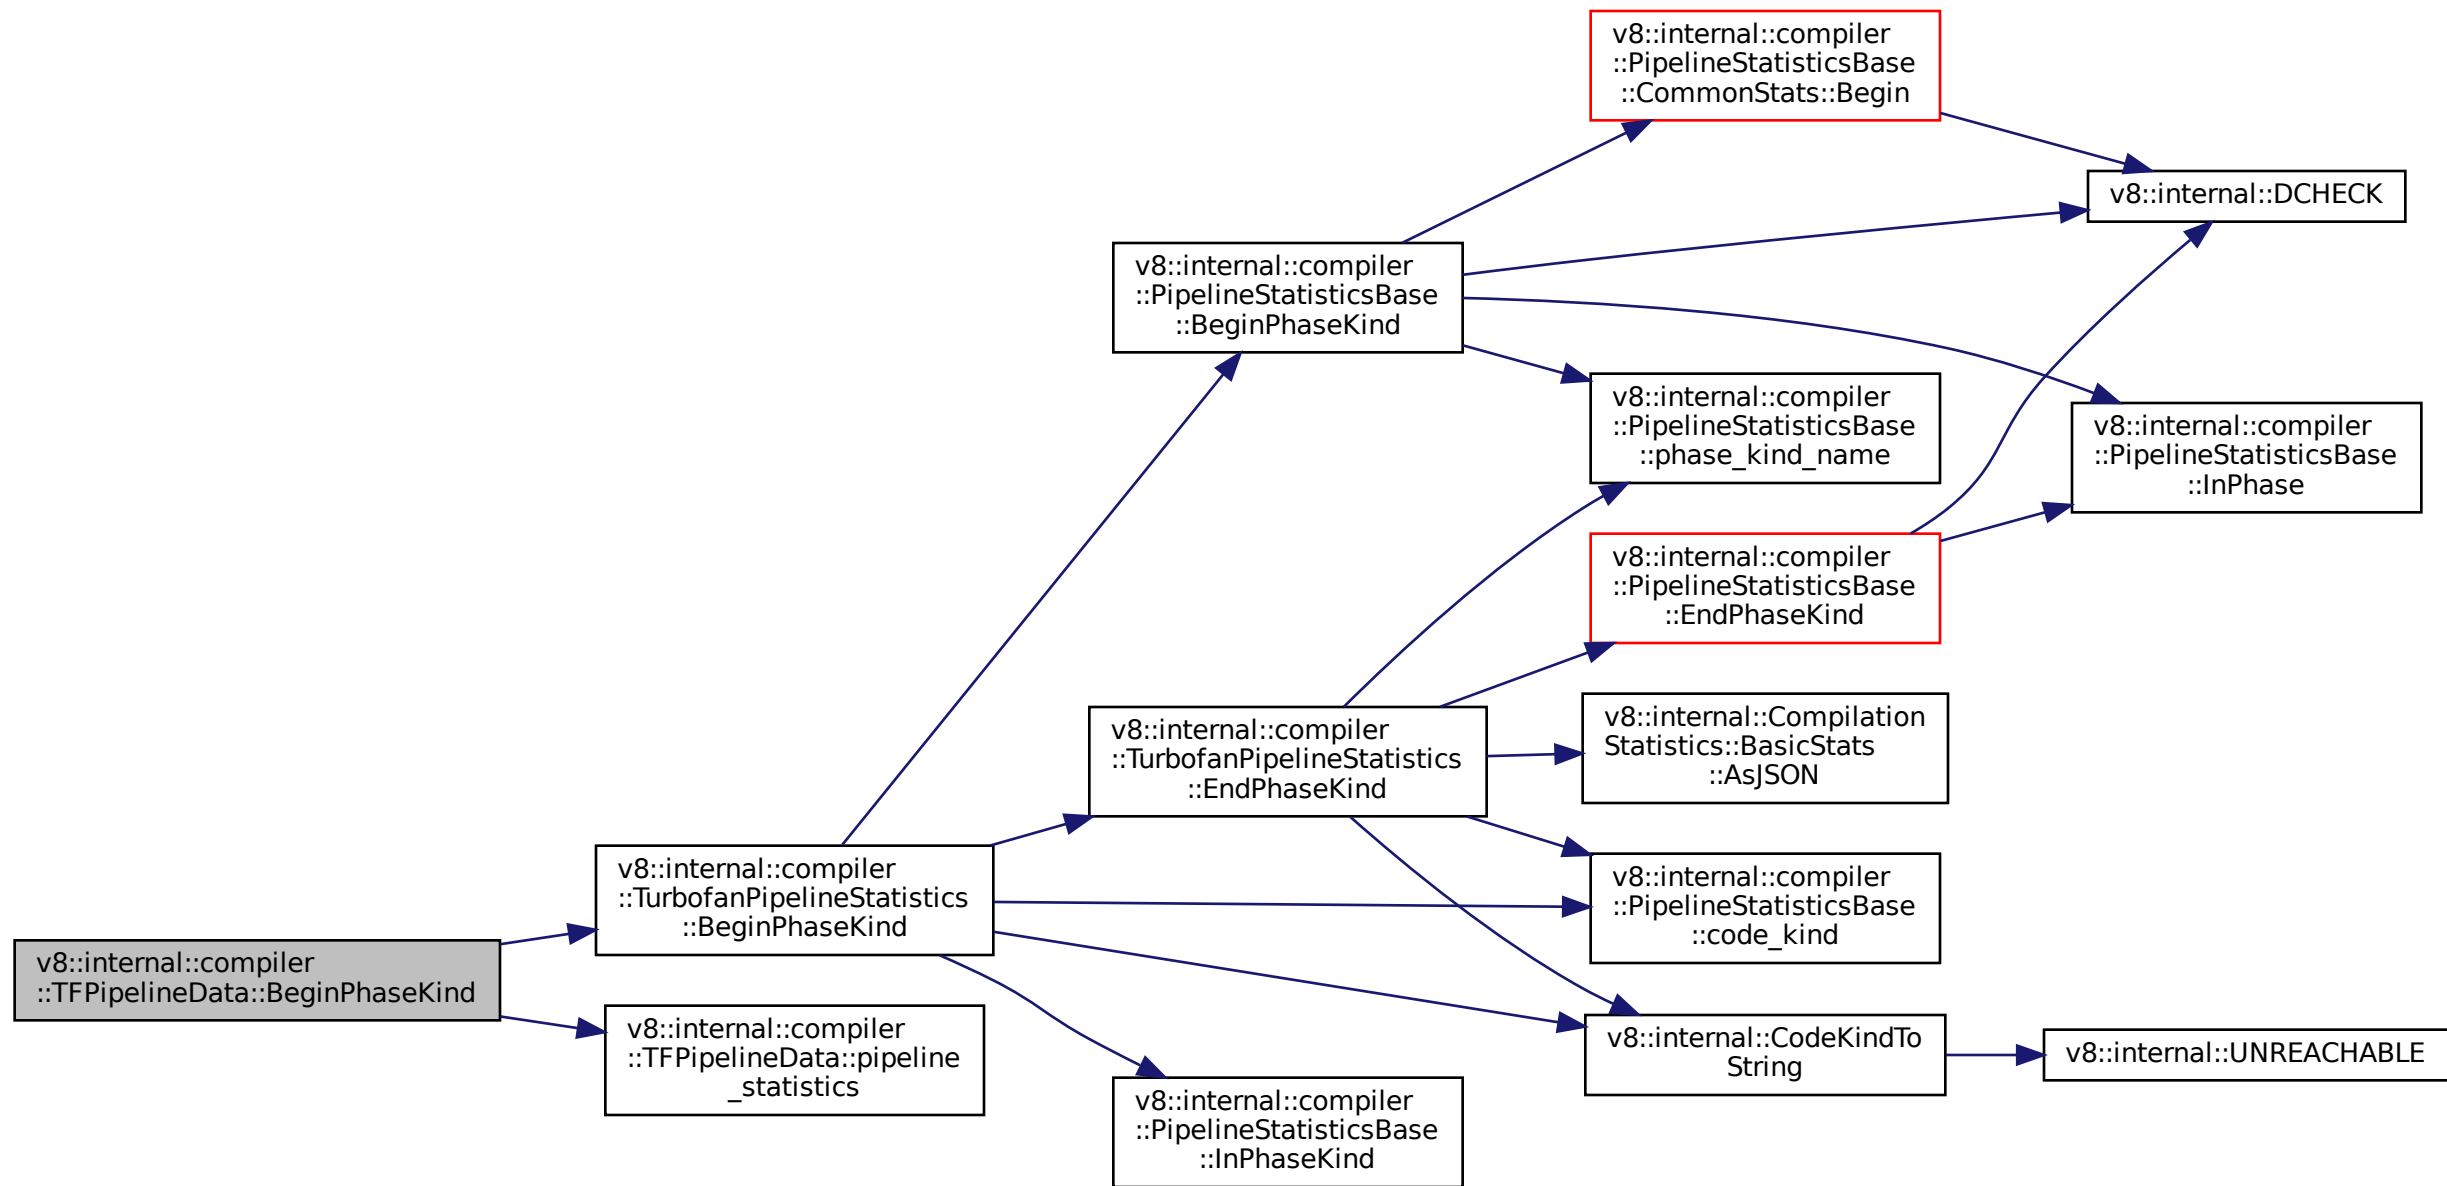 v8::internal::compiler
::PipelineStatisticsBase
::CommonStats::Begin
v8::internal::DCHECK
v8::internal::compiler
::PipelineStatisticsBase
::BeginPhaseKind
v8::internal::compiler
::PipelineStatisticsBase
::phase_kind_name
v8::internal::compiler
::PipelineStatisticsBase
::InPhase
v8::internal::compiler
::PipelineStatisticsBase
::EndPhaseKind
v8::internal::Compilation
Statistics::BasicStats
::AsJSON
v8::internal::compiler
::TurbofanPipelineStatistics
::EndPhaseKind
v8::internal::compiler
::TurbofanPipelineStatistics
::BeginPhaseKind
v8::internal::compiler
::PipelineStatisticsBase
::code_kind
v8::internal::compiler
::TFPipelineData::BeginPhaseKind
v8::internal::compiler
::TFPipelineData::pipeline
_statistics
v8::internal::CodeKindTo
String
v8::internal::UNREACHABLE
v8::internal::compiler
::PipelineStatisticsBase
::InPhaseKind